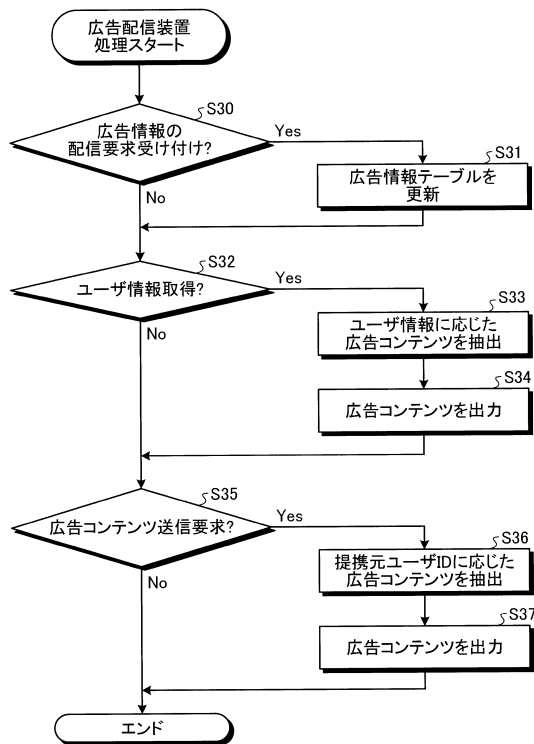 広告配信装置
処理スタート
S30
広告情報の
配信要求受け付け?
Yes
S31
広告情報テーブルを
更新
No
S32
ユーザ情報取得?
Yes
S33
ユーザ情報に応じた
広告コンテンツを抽出
No
S34
広告コンテンツを出力
S35
広告コンテンツ送信要求?
Yes
S36
提携元ユーザIDに応じた
広告コンテンツを抽出
No
S37
広告コンテンツを出力
エンド